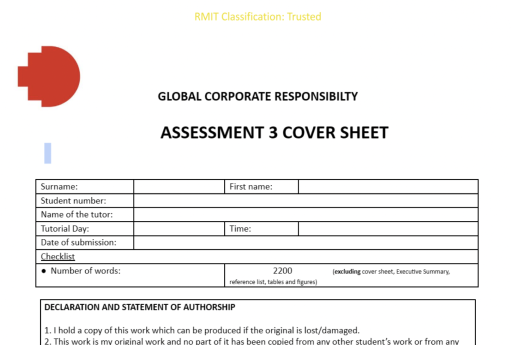 RMIT Classification: Trusted
GLOBAL CORPORATE RESPONSIBILTY
ASSESSMENT 3 COVER SHEET
Surname: First name:
Student number:
Name of the tutor:
Tutorial Day: Time:
Date of submission:
Checklist
● Number of words: 2200 (excluding cover sheet, Executive Summary,
reference list, tables and figures)
DECLARATION AND STATEMENT OF AUTHORSHIP
1. I hold a copy of this work which can be produced if the original is lost/damaged.
2. This work is my original work and no part of it has been copied from any other student's work or from any